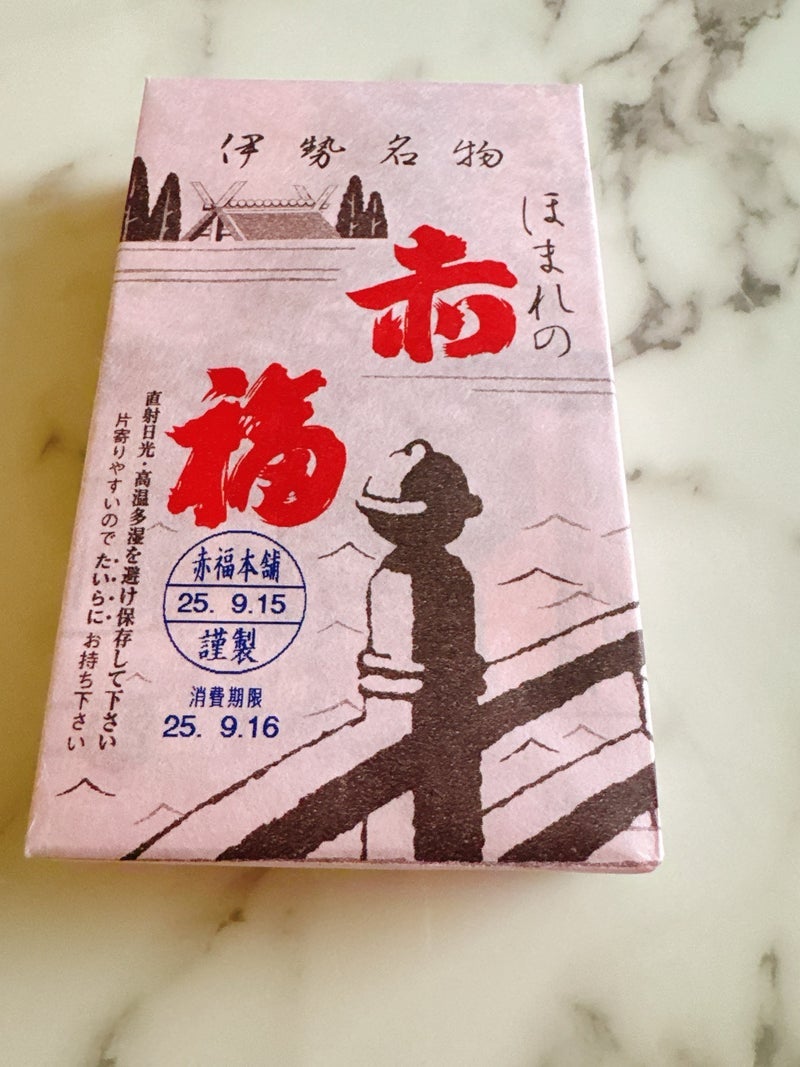 伊勢名物
ほまれの
赤
福
直射日光・高温多湿を避け保存して下さい
片寄りやすいのでたいらにお持ち下さい
赤福本舗
25. 9.15
謹製
消費期限
25. 9.16